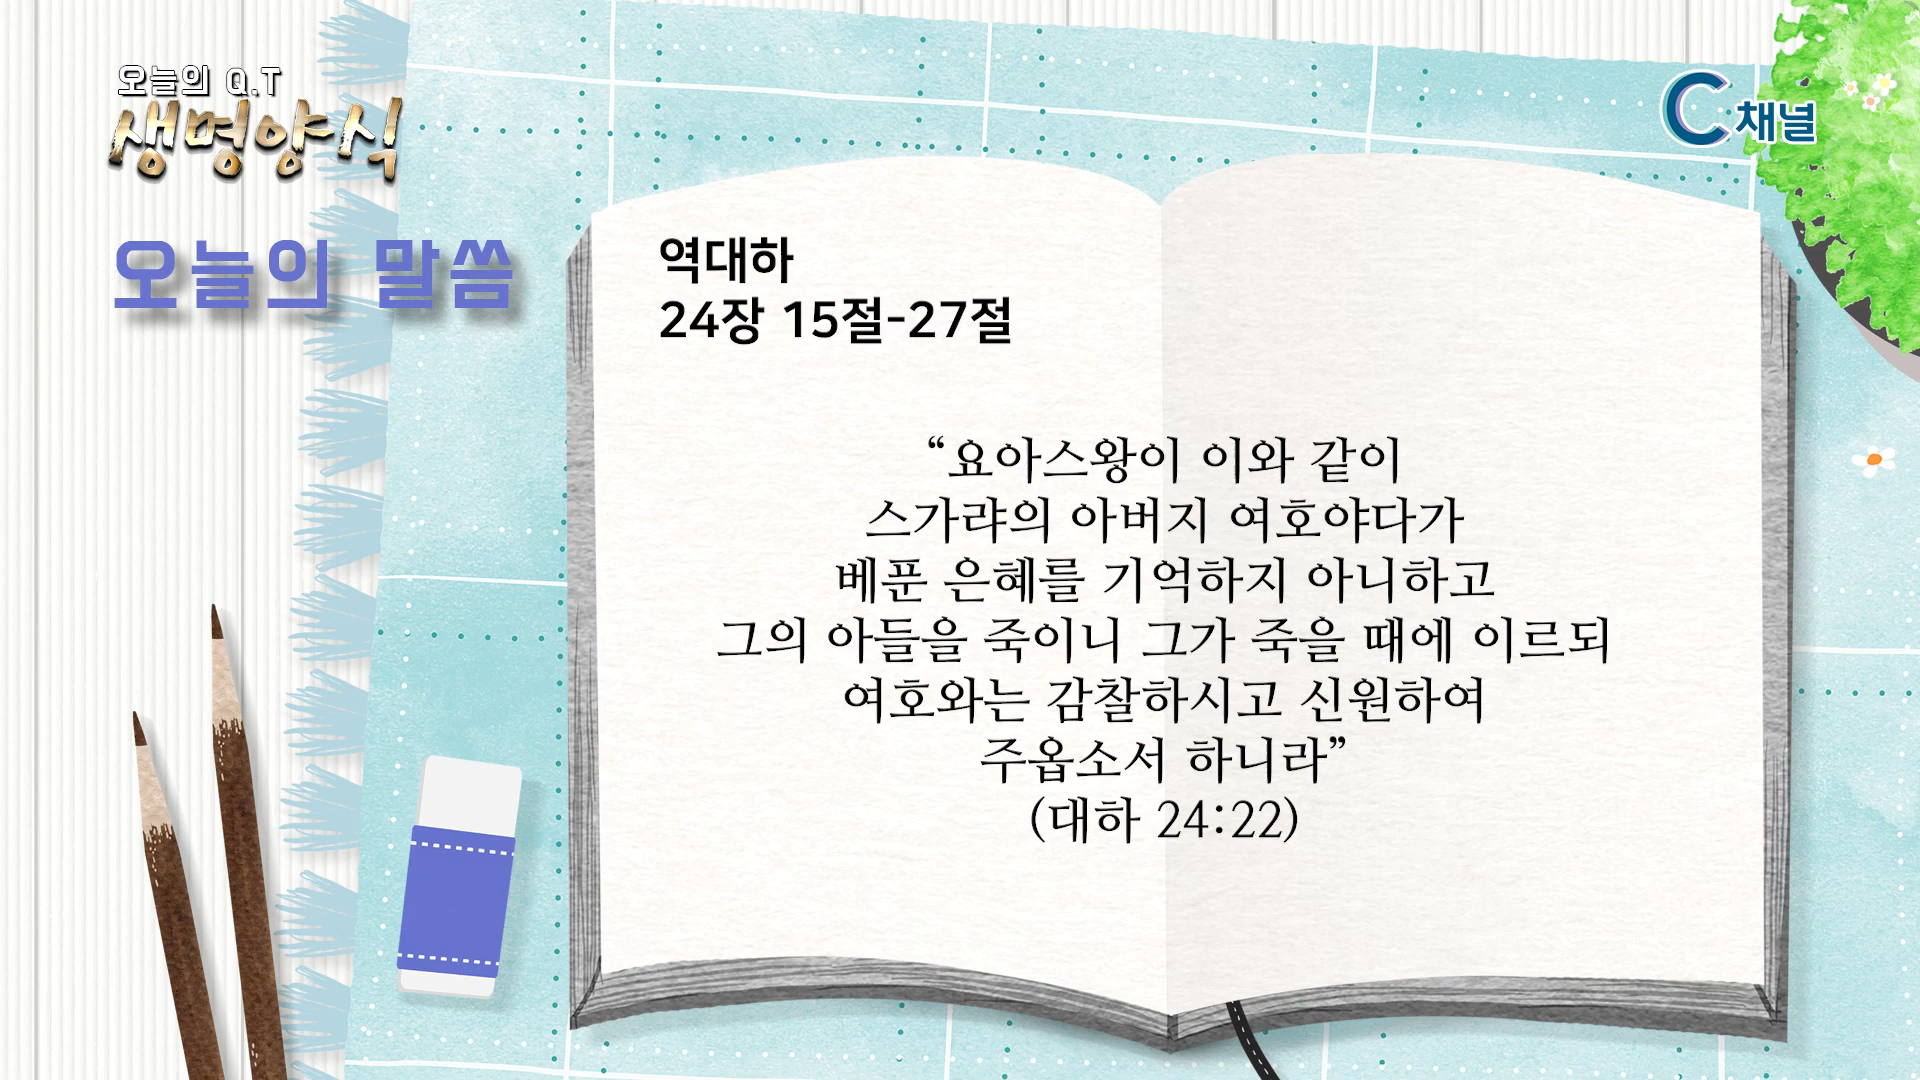 오늘의 Q.T
생명양식
C채널
오늘의 말씀
역대하
24장 15절-27절
“요아스왕이 이와 같이
스가랴의 아버지 여호야다가
베푼 은혜를 기억하지 아니하고
그의 아들을 죽이니 그가 죽을 때에 이르되
여호와는 감찰하시고 신원하여
주옵소서 하니라”
(대하 24:22)